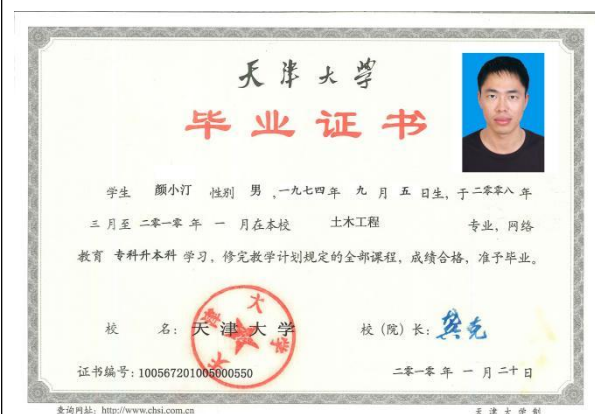 天津大学
毕业证书
学生 颜小汀 性别 男 ,一九七四年 九 月 五 日生，于二零零八 年
三月至 二零一零 年 一 月在本校 土木工程 专业，网络
教育 专科升本科 学习，修完教学计划规定的全部课程，成绩合格，准予毕业。
天津大学
校 名：天津大学 校（院）长：龚克
证书编号：100567201005000550 二零一零 年 一 月 二十 日
查询网址：http://www.chsi.com.cn 天津大学制